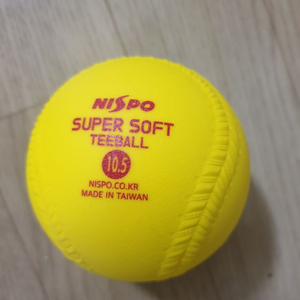 NISPO
SUPER SOFT
TEEBALL
10.5
NISPO.CO.KR
MADE IN TAIWAN